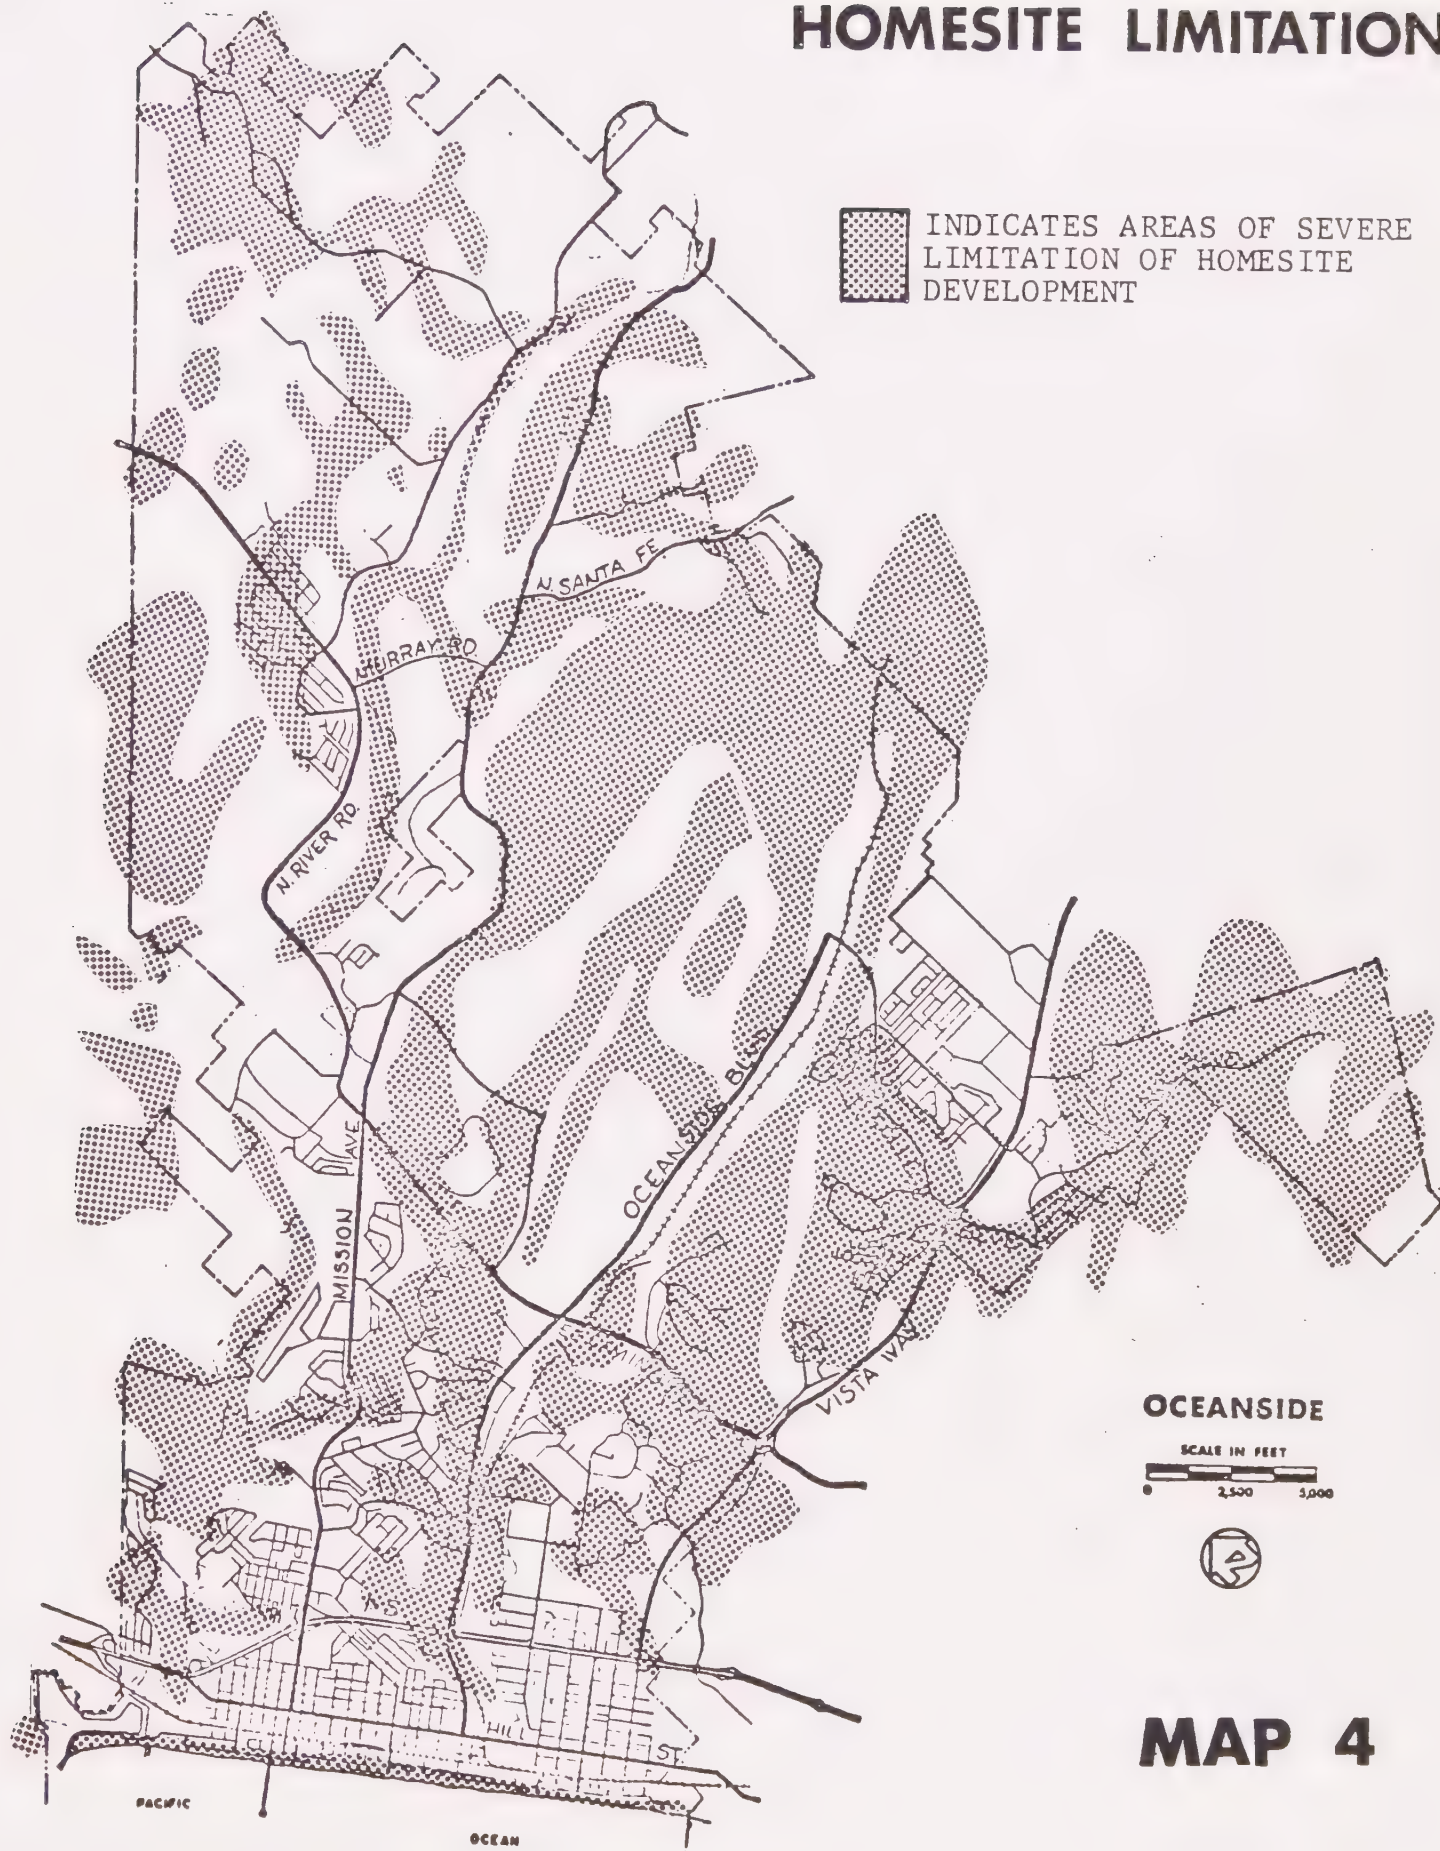 HOMESITE LIMITATION
INDICATES AREAS OF SEVERE
LIMITATION OF HOMESITE
DEVELOPMENT
N. SANTA FE
MURRAY RD.
N. RIVER RD.
OCEANSIDE BLVD
MISSION AVE.
VISTA WAY
OCEANSIDE
SCALE IN FEET
0 2,500 5,000
HILL ST.
MAP 4
PACIFIC
OCEAN